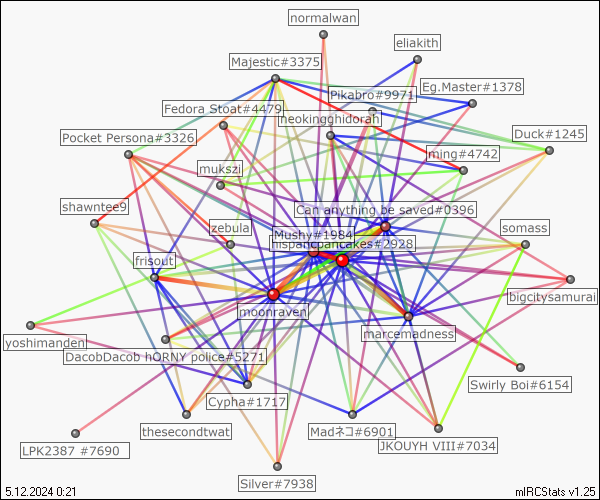 normalwan
eliakith
Majestic#3375
Eg.Master#1378
Pikabro#9971
Fedora Stoat#4479
neokingghidorah
Duck#1245
Pocket Persona#3326
ming#4742
mukszi
shawntee9
Can anything be saved#0396
zebula
somass
Mushy#1984
hispanicpancakes#2928
frisout
bigcitysamurai
moonraven
marcemadness
yoshimanden
DacobDacob hQRNY police#5271
Swirly Boi#6154
Cypha#1717
thesecondtwat
Madネコ#6901
JKOUYH VIII#7034
LPK2387 #7690
Silver#7938
5.12.2024 0:21
mIRCStats v1.25